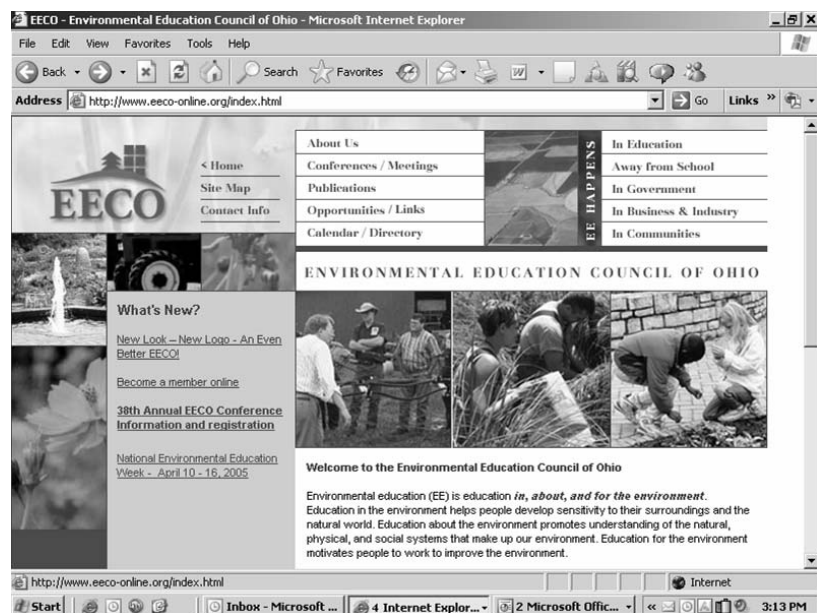 EECO - Environmental Education Council of Ohio - Microsoft Internet Explorer
File Edit View Favorites Tools Help
Back Search Favorites
Address http://www.eeco-online.org/index.html Go Links »
EECO
< Home
Site Map
Contact Info
About Us
Conferences / Meetings
Publications
Opportunities / Links
Calendar / Directory
EE HAPPENS
In Education
Away from School
In Government
In Business & Industry
In Communities
ENVIRONMENTAL EDUCATION COUNCIL OF OHIO
What's New?
New Look – New Logo - An Even
Better EECO!
Become a member online
38th Annual EECO Conference
Information and registration
National Environmental Education
Week - April 10 - 16, 2005
Welcome to the Environmental Education Council of Ohio
Environmental education (EE) is education in, about, and for the environment.
Education in the environment helps people develop sensitivity to their surroundings and the
natural world. Education about the environment promotes understanding of the natural,
physical, and social systems that make up our environment. Education for the environment
motivates people to work to improve the environment.
http://www.eeco-online.org/index.html Internet
Start Inbox - Microsoft ... 4 Internet Explor... 2 Microsoft Offic... « 3:13 PM